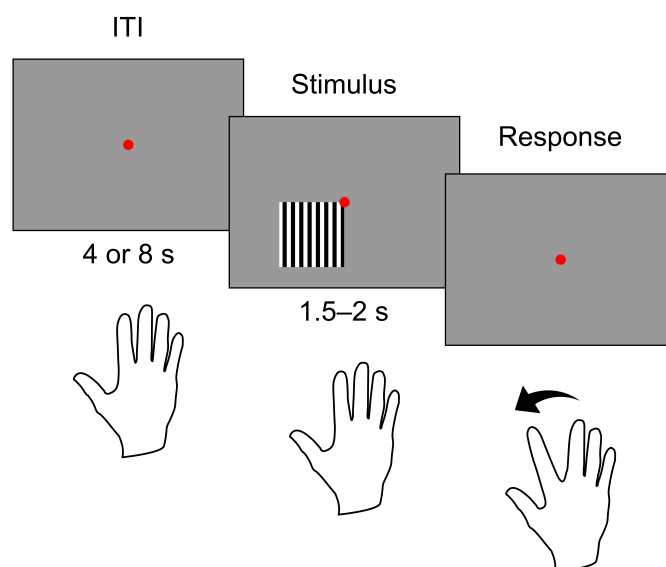 ITI
Stimulus
Response
4 or 8 s
1.5–2 s